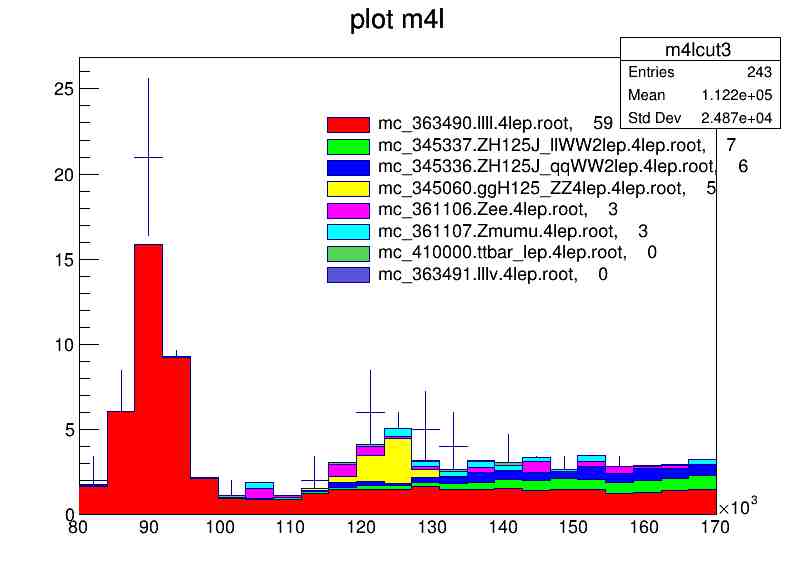 plot m4l
m4lcut3
Entries 243
Mean 1.122e+05
Std Dev 2.487e+04
mc_363490.llll.4lep.root, 59
mc_345337.ZH125J_llWW2lep.4lep.root, 7
mc_345336.ZH125J_qqWW2lep.4lep.root, 6
mc_345060.ggH125_ZZ4lep.4lep.root, 5
mc_361106.Zee.4lep.root, 3
mc_361107.Zmumu.4lep.root, 3
mc_410000.ttbar_lep.4lep.root, 0
mc_363491.lllv.4lep.root, 0
25
20
15
10
5
0
80 90 100 110 120 130 140 150 160 170
×10³